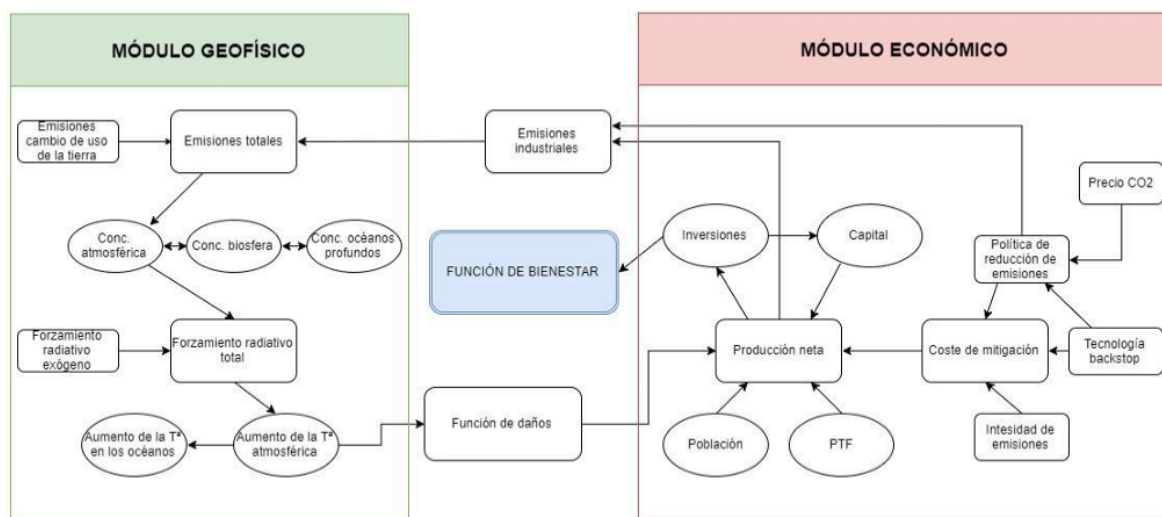 MÓDULO GEOFÍSICO
MÓDULO ECONÓMICO
Emisiones
cambio de uso
de la tierra
Emisiones totales
Emisiones
industriales
Precio CO2
Conc.
atmosférica
Conc. biosfera
Conc. océanos
profundos
FUNCIÓN DE BIENESTAR
Inversiones
Capital
Política de
reducción de
emisiones
Forzamiento
radiativo
exógeno
Forzamiento radiativo
total
Producción neta
Coste de mitigación
Tecnología
backstop
Aumento de la Tª
en los océanos
Aumento de la Tª
atmosférica
Función de daños
Población
PTF
Intesidad de
emisiones